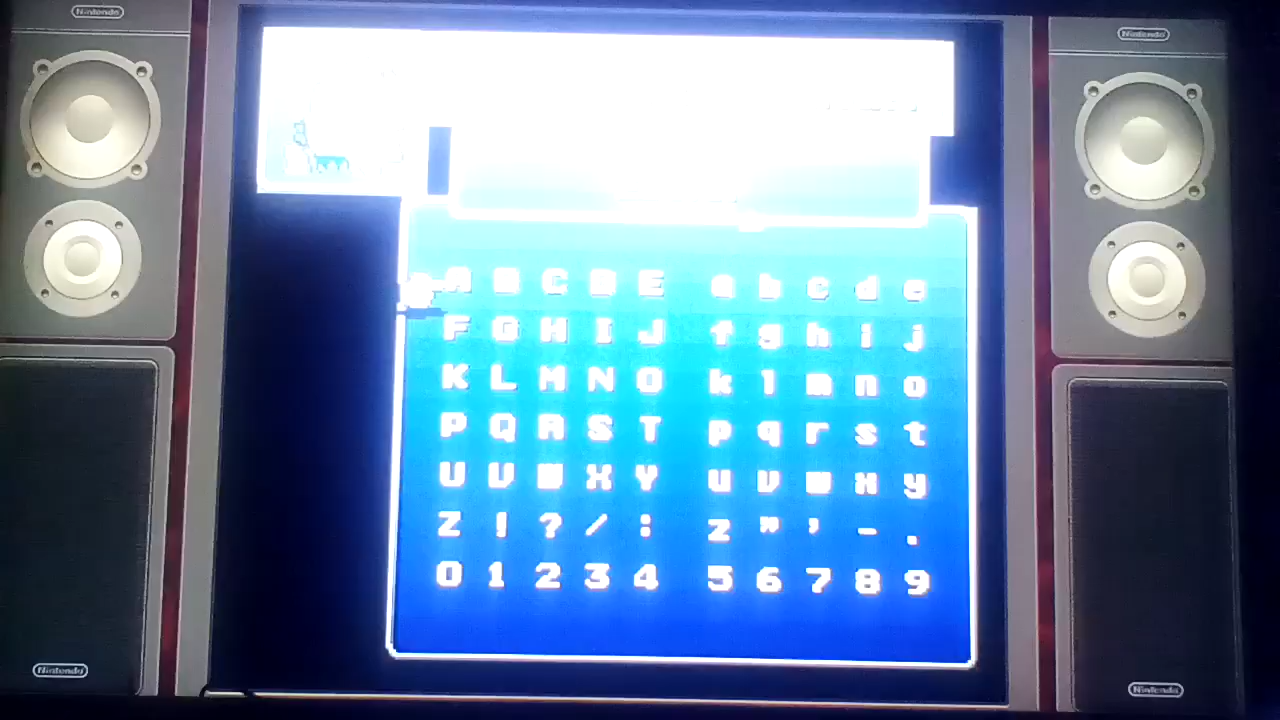 Nintendo
Nintendo
A B C D E a b c d e
F G H I J f g h i j
K L M N O k l m n o
P Q R S T p q r s t
U V W X Y u v w x y
Z ! ? / : z " ' - .
0 1 2 3 4 5 6 7 8 9
Nintendo
Nintendo